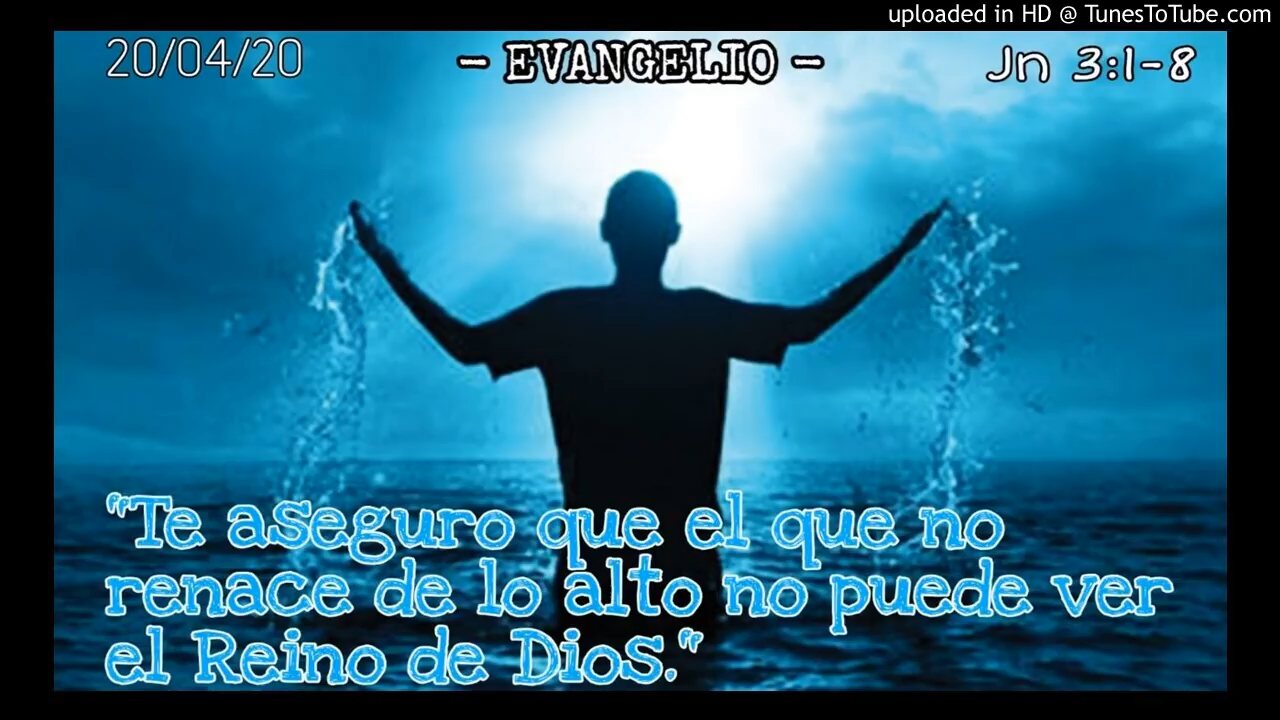 uploaded in HD @ TunesToTube.com
20/04/20 - EVANGELIO - Jn 3:1-8
"Te aseguro que el que no
renace de lo alto no puede ver
el Reino de Dios."